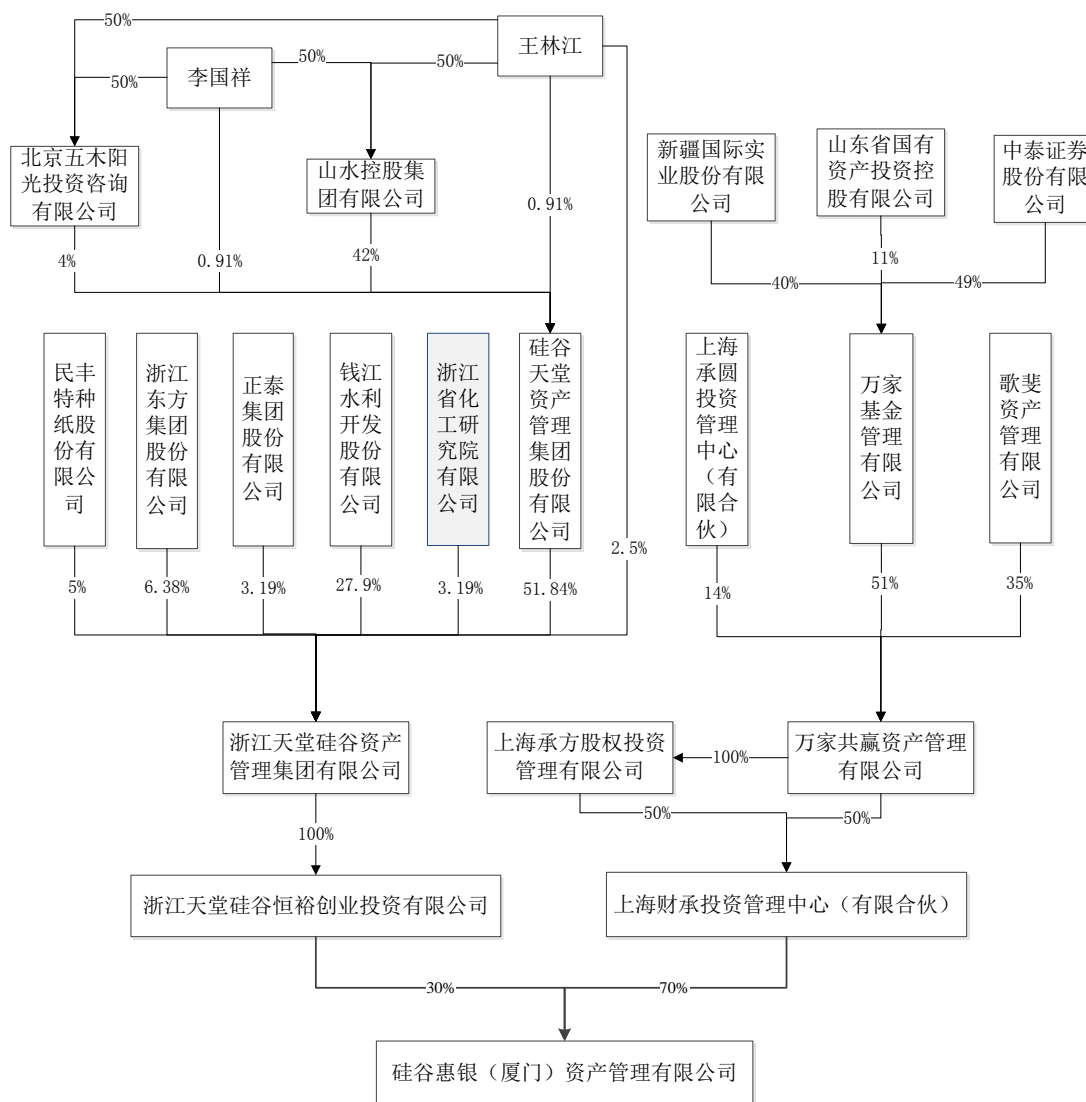 50%
王林江
李国祥
50%
50%
50%
北京五木阳
光投资咨询
有限公司
山水控股集
团有限公司
新疆国际实
业股份有限
公司
山东省国有
资产投资控
股有限公司
中泰证券
股份有限
公司
0.91%
4%
0.91%
42%
11%
40%
49%
民丰
特种
纸股
份有
限公
司
浙江
东方
集团
股份
有限
公司
正泰
集团
股份
有限
公司
钱江
水利
开发
股份
有限
公司
浙江
省化
工研
究院
有限
公司
硅谷
天堂
资产
管理
集团
股份
有限
公司
上海
承圆
投资
管理
中心
（有
限合
伙）
万家
基金
管理
有限
公司
歌斐
资产
管理
有限
公司
2.5%
5%
6.38%
3.19%
27.9%
3.19%
51.84%
14%
51%
35%
浙江天堂硅谷资产
管理集团有限公司
上海承方股权投资
管理有限公司
100%
万家共赢资产管理
有限公司
50%
50%
100%
浙江天堂硅谷恒裕创业投资有限公司
上海财承投资管理中心（有限合伙）
30%
70%
硅谷惠银（厦门）资产管理有限公司